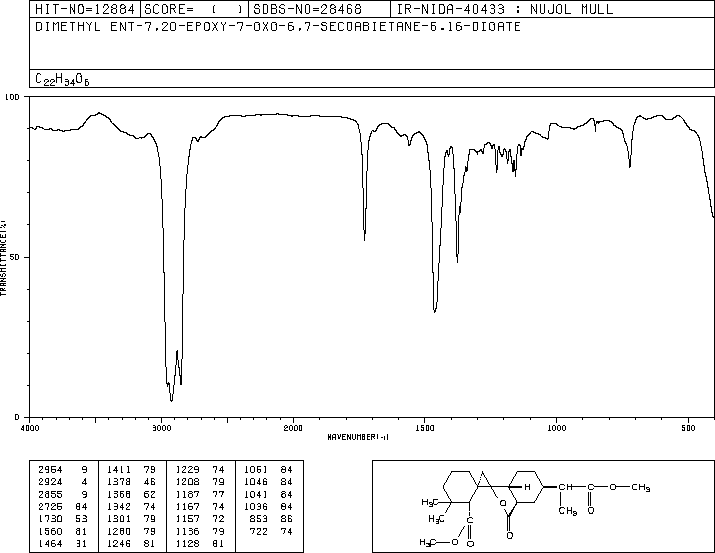 HIT-NO=12884 SCORE= ( ) SDBS-NO=28468 IR-NIDA-40433 : NUJOL MULL
DIMETHYL ENT-7,20-EPOXY-7-OXO-6,7-SECOABIETANE-6,16-DIOATE
C22H34O6
100
50
0
TRANSMITTANCE(%)
4000 3000 2000 1500 1000 500
WAVENUMBER(-1)
2964 9 1411 79 1229 74 1061 84
2924 4 1378 46 1208 79 1046 84
2855 9 1368 62 1187 77 1041 84
2726 84 1342 74 1167 74 1036 84
1730 53 1301 79 1157 72 853 86
1560 81 1280 79 1136 79 722 74
1464 31 1246 81 1128 81
H O CH3
H3C O CH3 O
H3C
O O
H3C O